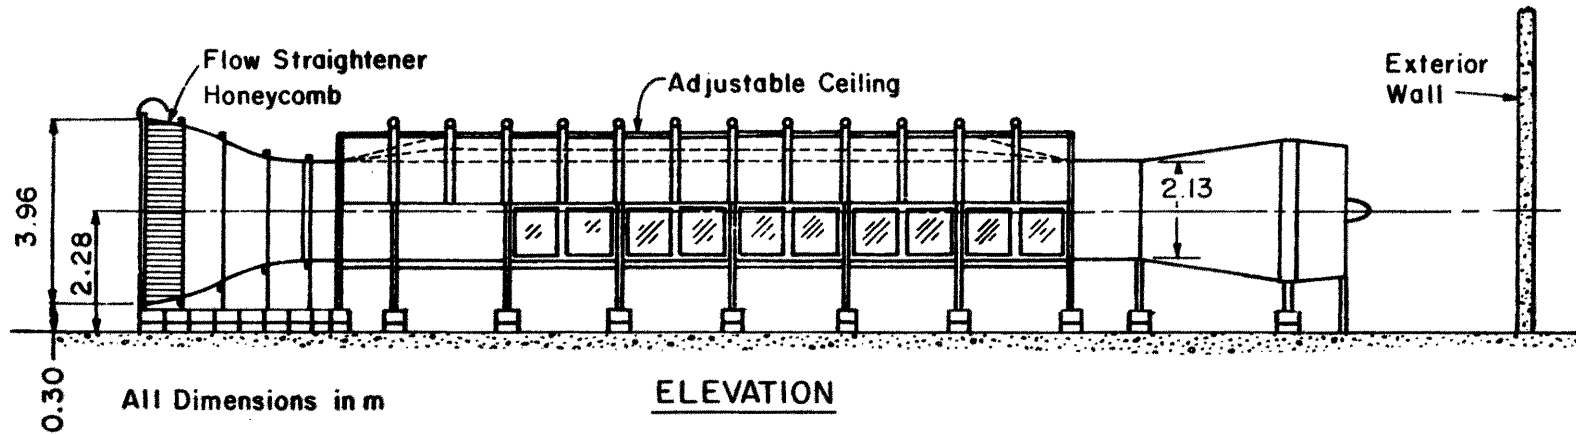 Flow Straightener
Honeycomb
Adjustable Ceiling
Exterior
Wall
3.96
2.28
2.13
0.30
All Dimensions in m
ELEVATION